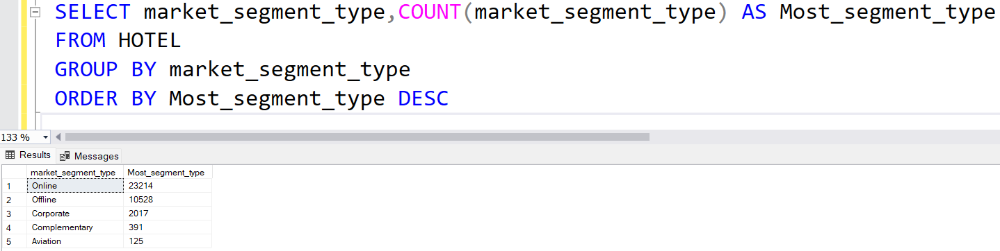 SELECT market_segment_type,COUNT(market_segment_type) AS Most_segment_type
FROM HOTEL
GROUP BY market_segment_type
ORDER BY Most_segment_type DESC
133 %
Results Messages
market_segment_type Most_segment_type
1 Online 23214
2 Offline 10528
3 Corporate 2017
4 Complementary 391
5 Aviation 125